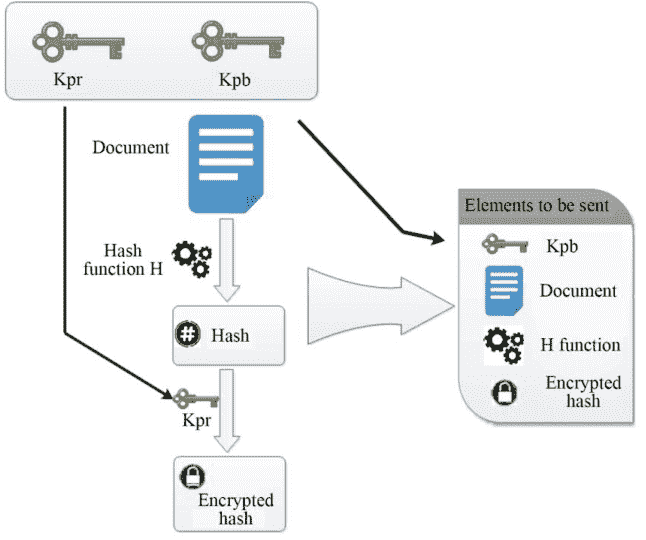 Kpr
Kpb
Document
Hash
function H
Hash
Kpr
Encrypted
hash
Elements to be sent
Kpb
Document
H function
Encrypted
hash